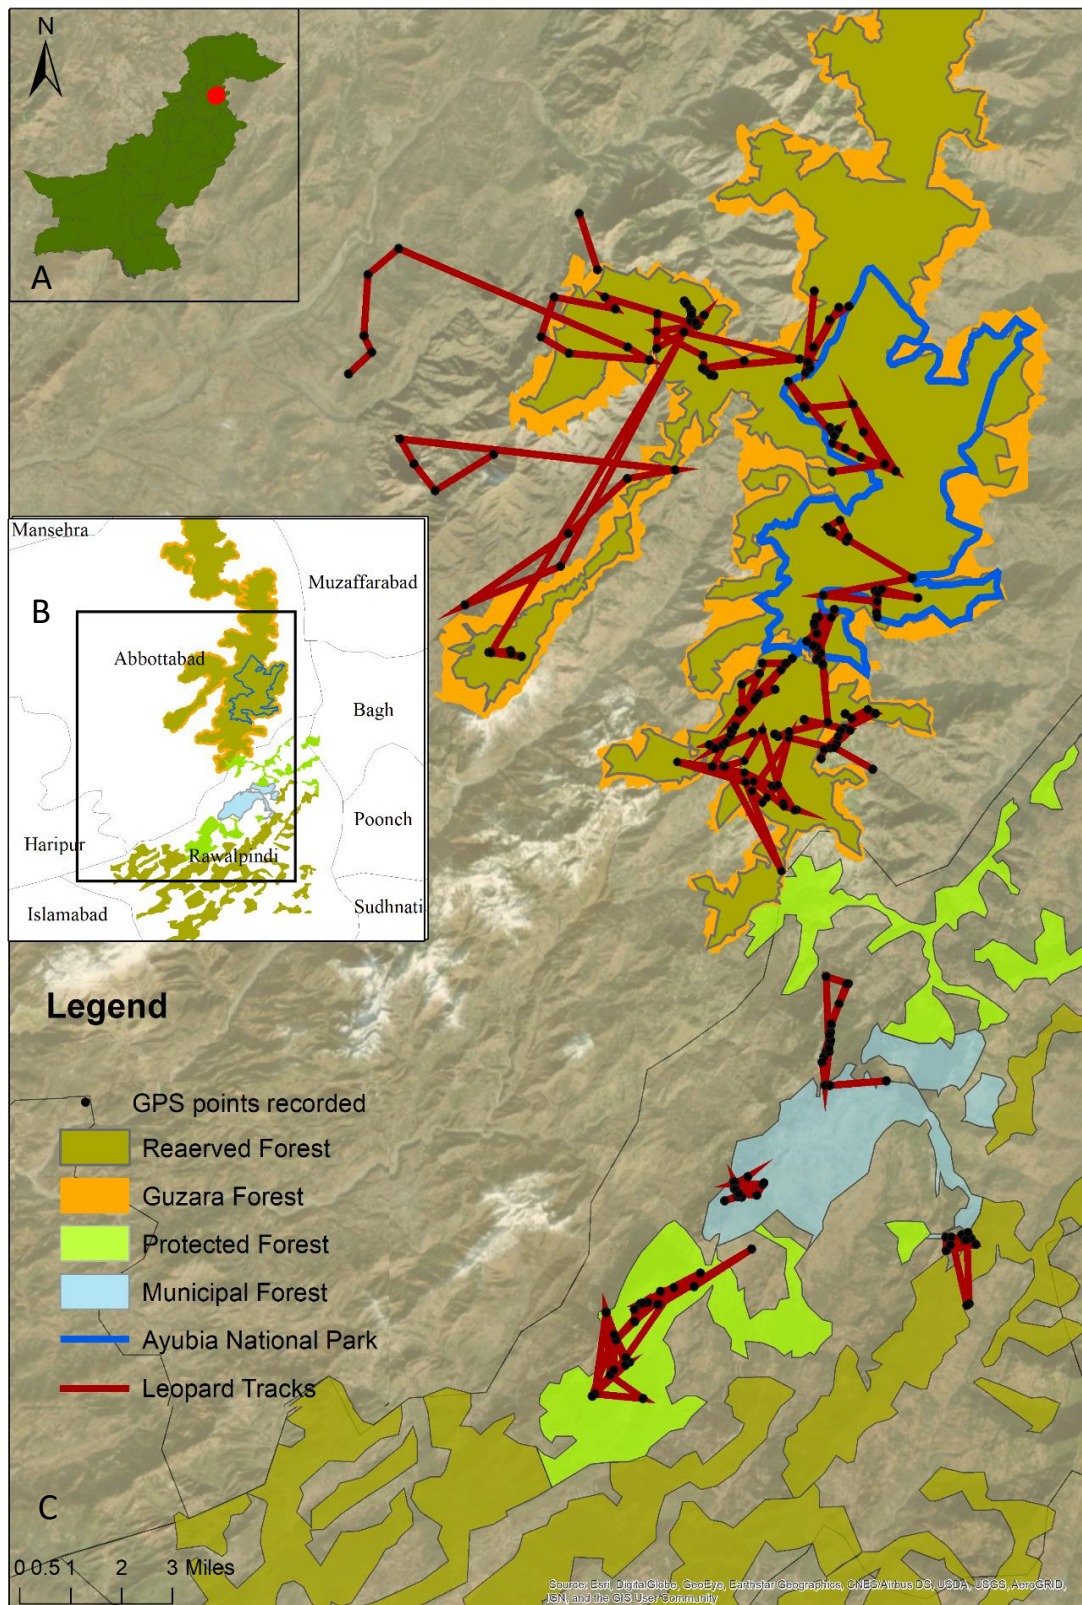 N
A
Mansehra
Muzaffarabad
B
Abbottabad
Bagh
Poonch
Haripur
Rawalpindi
Islamabad
Sudhnati
Legend
GPS points recorded
Reaerved Forest
Guzara Forest
Protected Forest
Municipal Forest
Ayubia National Park
Leopard Tracks
C
0 0.5 1 2 3 Miles
Source: Esri, DigitalGlobe, GeoEye, Earthstar Geographics, CNES/Airbus DS, USDA, USGS, AeroGRID,
IGN, and the GIS User Community